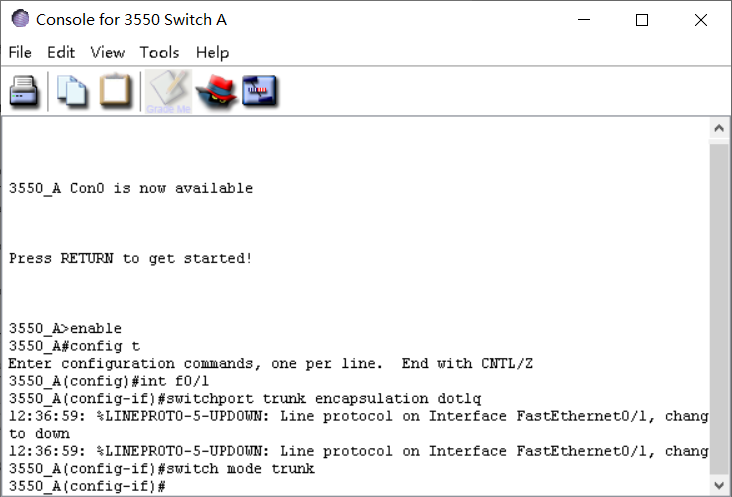 Console for 3550 Switch A
File Edit View Tools Help
Grade Me
3550_A Con0 is now available
Press RETURN to get started!
3550_A>enable
3550_A#config t
Enter configuration commands, one per line.  End with CNTL/Z
3550_A(config)#int f0/1
3550_A(config-if)#switchport trunk encapsulation dot1q
12:36:59: %LINEPROTO-5-UPDOWN: Line protocol on Interface FastEthernet0/1, chang
to down
12:36:59: %LINEPROTO-5-UPDOWN: Line protocol on Interface FastEthernet0/1, chang
3550_A(config-if)#switch mode trunk
3550_A(config-if)#